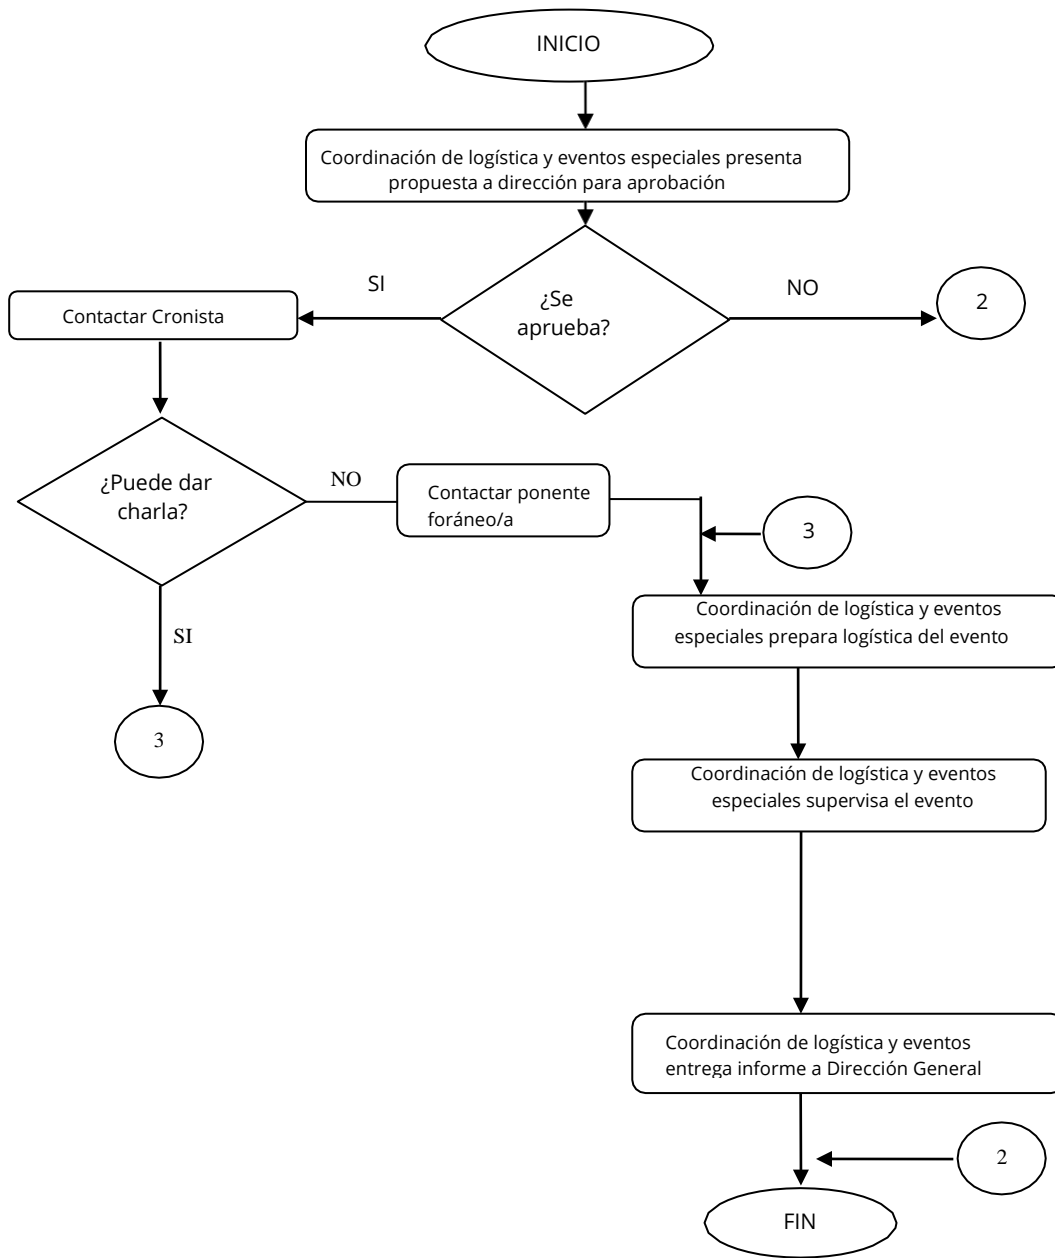 INICIO
Coordinación de logística y eventos especiales presenta
propuesta a dirección para aprobación
¿Se
aprueba?
SI
NO
2
Contactar Cronista
¿Puede dar
charla?
NO
Contactar ponente
foráneo/a
3
SI
3
Coordinación de logística y eventos
especiales prepara logística del evento
Coordinación de logística y eventos
especiales supervisa el evento
Coordinación de logística y eventos
entrega informe a Dirección General
2
FIN